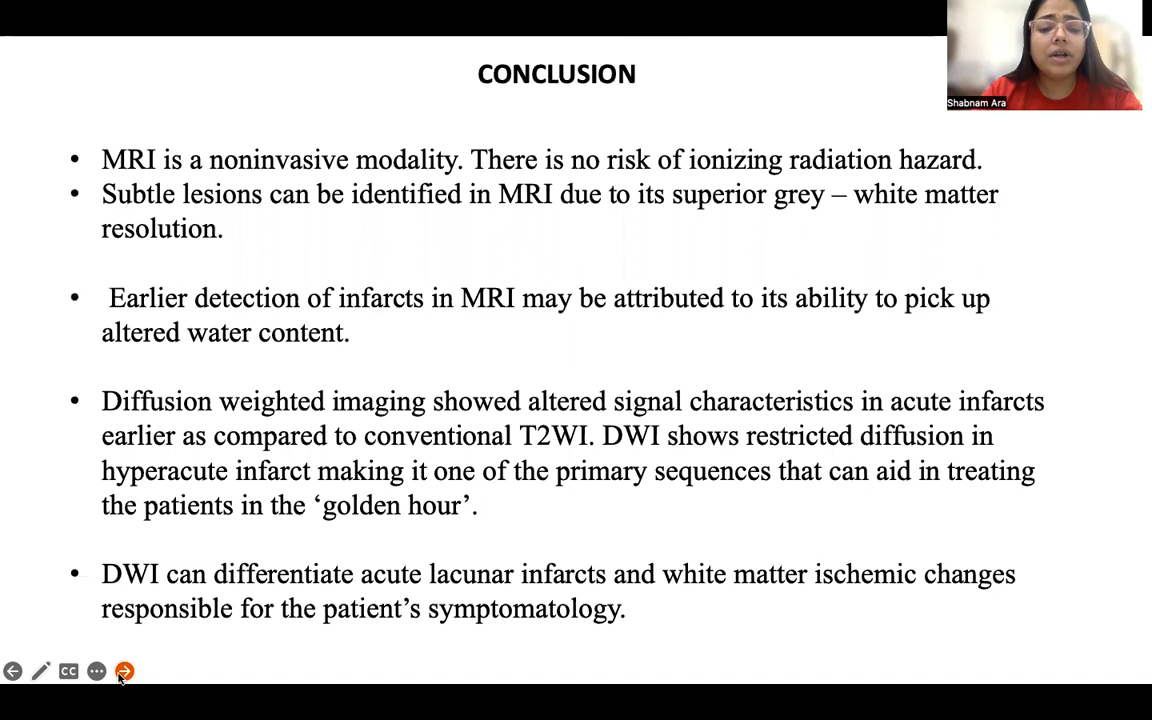 CONCLUSION
Shabnam Ara
• MRI is a noninvasive modality. There is no risk of ionizing radiation hazard.
• Subtle lesions can be identified in MRI due to its superior grey – white matter
resolution.
• Earlier detection of infarcts in MRI may be attributed to its ability to pick up
altered water content.
• Diffusion weighted imaging showed altered signal characteristics in acute infarcts
earlier as compared to conventional T2WI. DWI shows restricted diffusion in
hyperacute infarct making it one of the primary sequences that can aid in treating
the patients in the ‘golden hour’.
• DWI can differentiate acute lacunar infarcts and white matter ischemic changes
responsible for the patient’s symptomatology.
CC